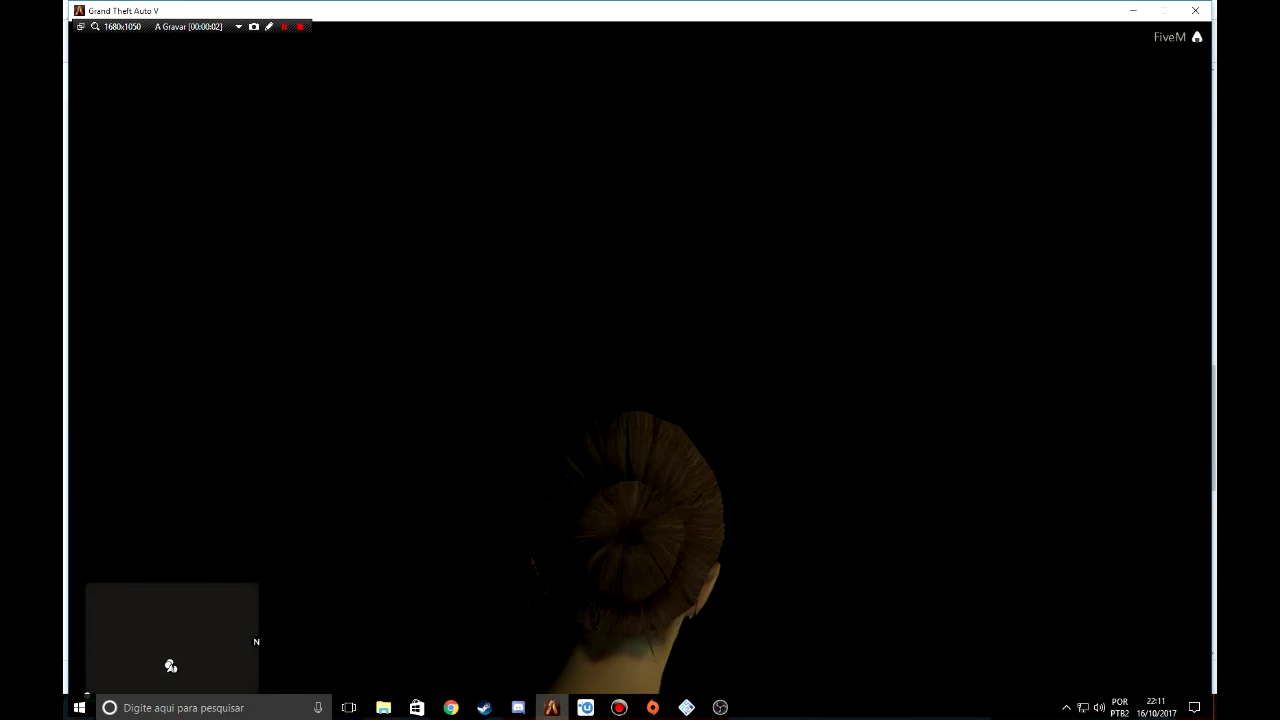 Grand Theft Auto V
1680x1050 A Gravar [00:00:02]
FiveM
N
Digite aqui para pesquisar
POR
PTB2
22:11
16/10/2017